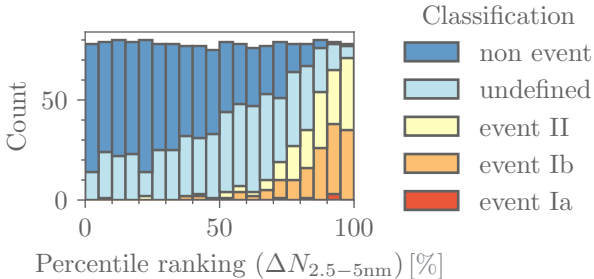 Classification
non event
undefined
event II
event Ib
event Ia
Count
50
0
0
50
100
Percentile ranking (ΔN2.5−5nm) [%]